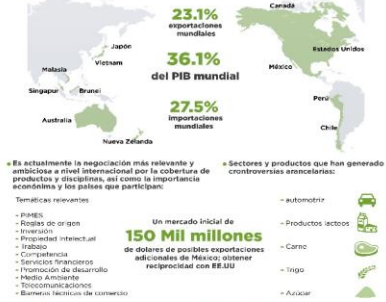 Canadá
23.1%
exportaciones
mundiales
Japón
Vietnam
Estados Unidos
México
36.1%
del PIB mundial
Malasia
Singapur
Brunei
Perú
27.5%
importaciones
mundiales
Australia
Chile
Nueva Zelanda
Es actualmente la negociación más relevante y
ambiciosa a nivel internacional por la cobertura de
productos y disciplinas, así como la importancia
económina y los países que participan:
Sectores y productos que han generado
controversias arancelarias:
Temáticas relevantes
- PIMES
- Reglas de origen
- Inversión
- Propiedad Intelectual
- Trabajo
- Competencia
- Servicios financieros
- Promoción de desarrollo
- Medio Ambiente
- Telecomunicaciones
- Barreras técnicas de comercio
Un mercado inicial de
150 Mil millones
de dolares de posibles exportaciones
adicionales de México; obtener
reciprocidad con EE.UU
- automotriz
- Productos lacteos
- Carne
- Trigo
- Azúcar